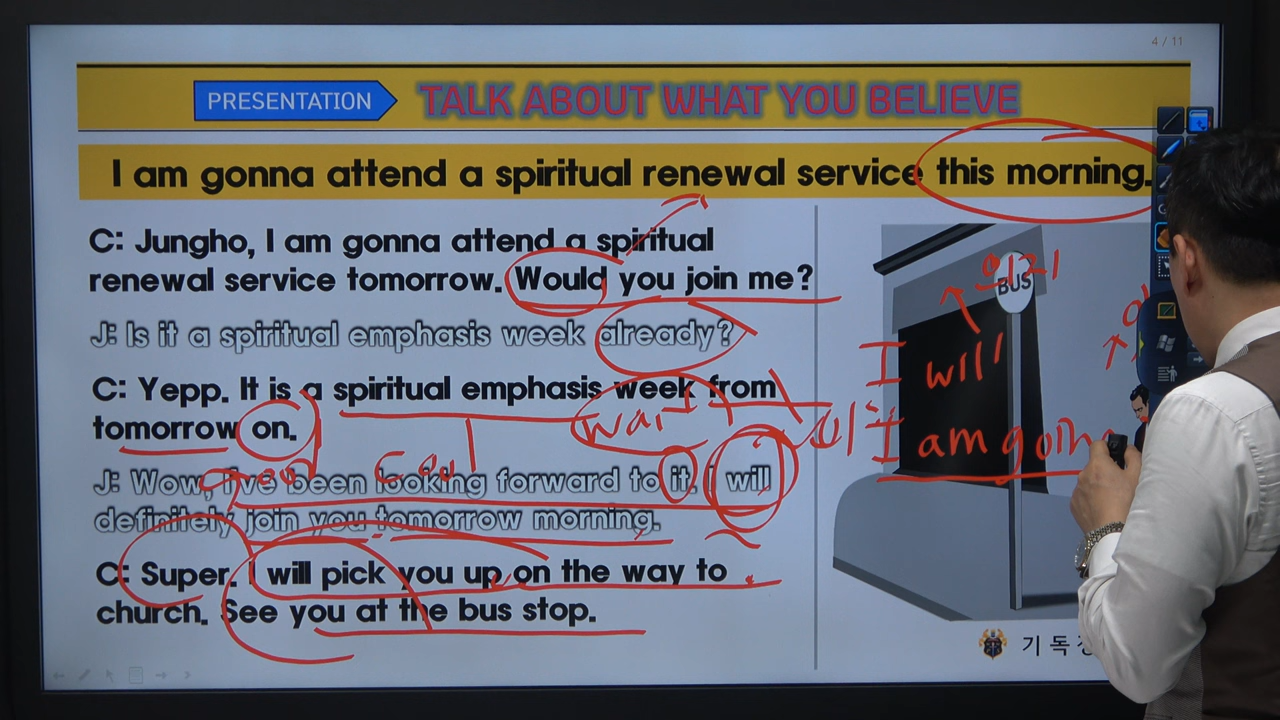 4 / 11
PRESENTATION TALK ABOUT WHAT YOU BELIEVE
I am gonna attend a spiritual renewal service this morning.
C: Jungho, I am gonna attend a spiritual
renewal service tomorrow. Would you join me?
J: Is it a spiritual emphasis week already?
C: Yepp. It is a spiritual emphasis week from
tomorrow on.
J: Wow, I've been looking forward to it. I will
definitely join you tomorrow morning.
C: Super. I will pick you up on the way to
church. See you at the bus stop.
BUS
I will
I am going
wait
good cool
기독